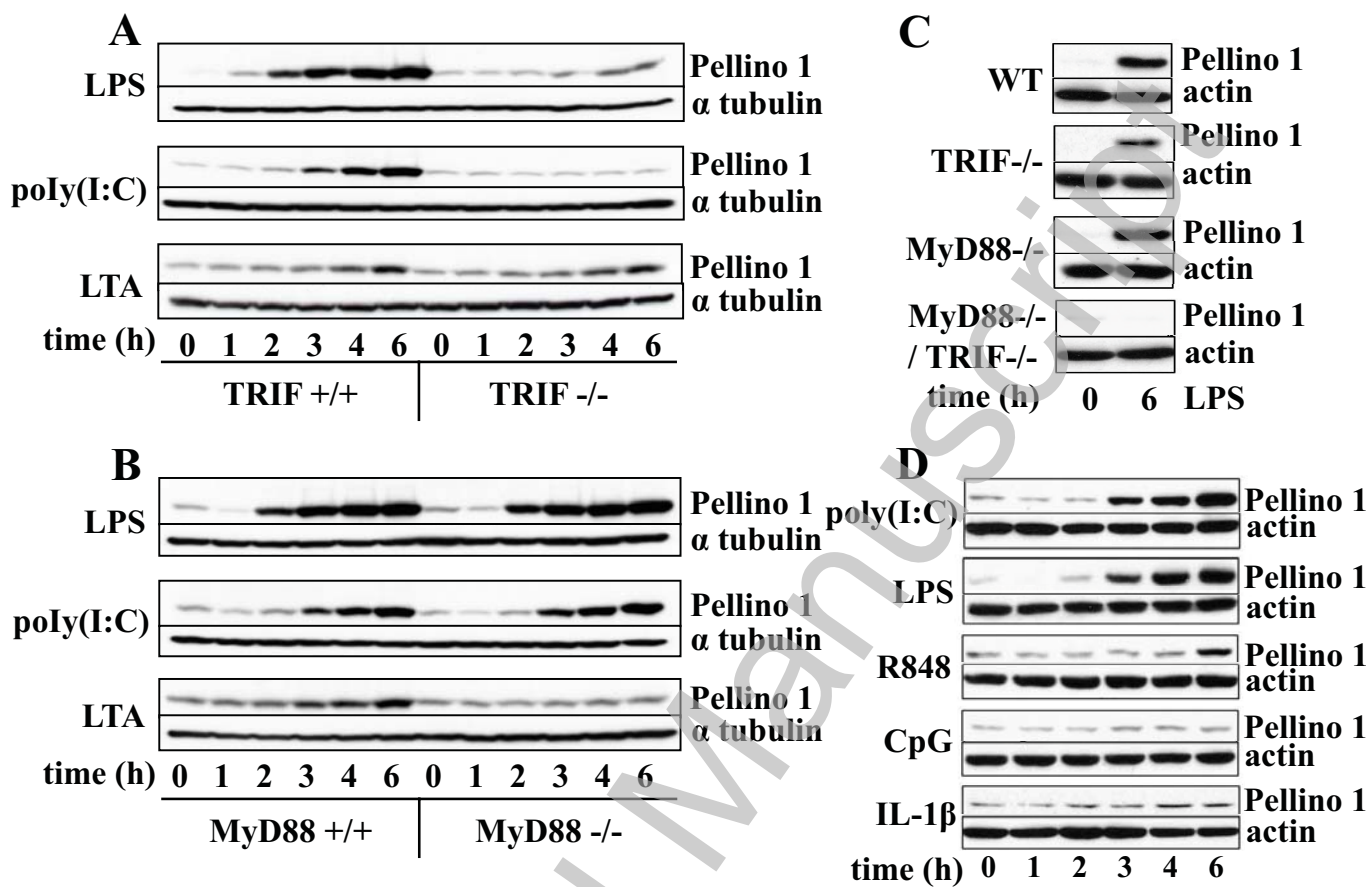 A
LPS
Pellino 1
α tubulin
poly(I:C)
Pellino 1
α tubulin
LTA
Pellino 1
α tubulin
time (h) 0 1 2 3 4 6 0 1 2 3 4 6
TRIF +/+ TRIF -/-
B
LPS
Pellino 1
α tubulin
poly(I:C)
Pellino 1
α tubulin
LTA
Pellino 1
α tubulin
time (h) 0 1 2 3 4 6 0 1 2 3 4 6
MyD88 +/+ MyD88 -/-
C
WT
Pellino 1
actin
TRIF-/-
Pellino 1
actin
MyD88-/-
Pellino 1
actin
MyD88-/-
/ TRIF-/-
Pellino 1
actin
time (h) 0 6 LPS
D
poly(I:C)
Pellino 1
actin
LPS
Pellino 1
actin
R848
Pellino 1
actin
CpG
Pellino 1
actin
IL-1β
Pellino 1
actin
time (h) 0 1 2 3 4 6
Manuscript